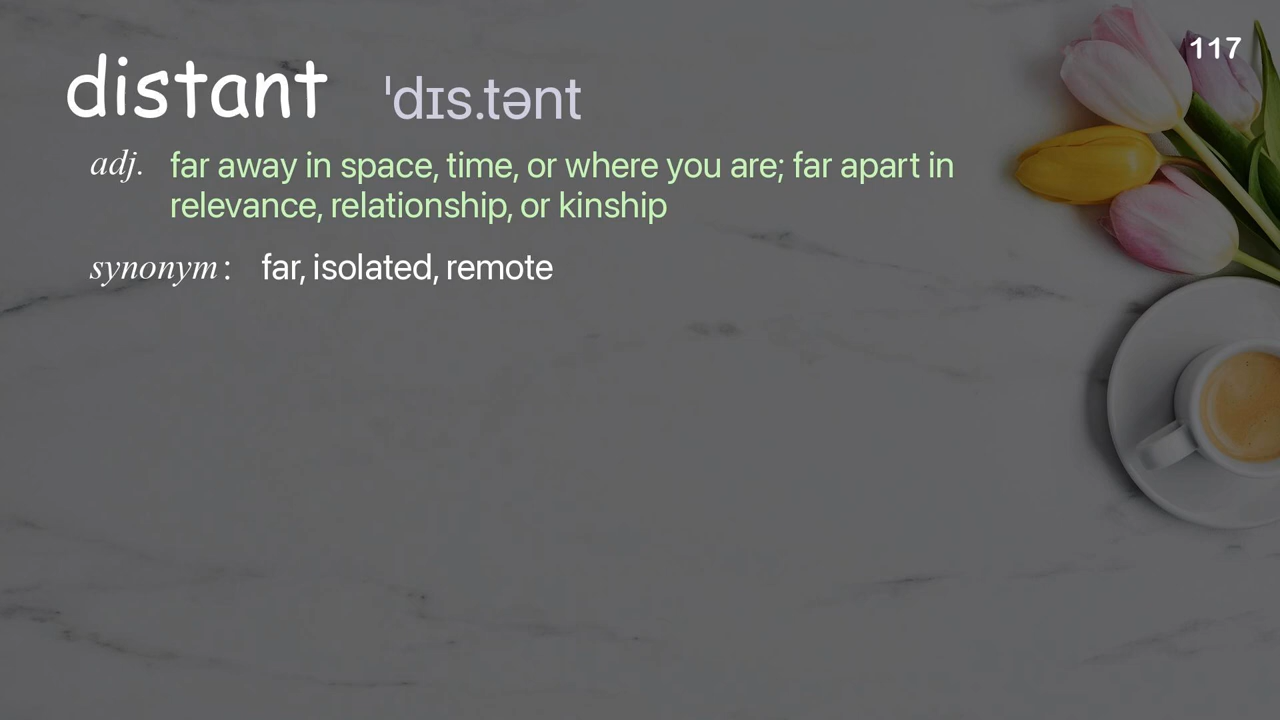 117
distant ˈdɪs.tənt
adj. far away in space, time, or where you are; far apart in
relevance, relationship, or kinship
synonym: far, isolated, remote